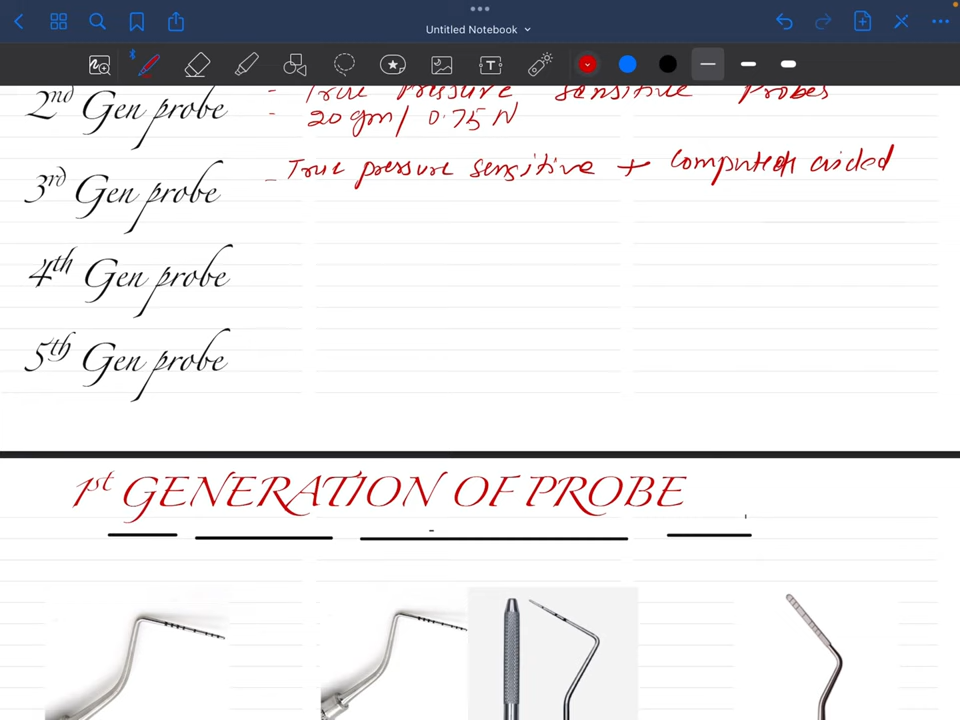 Untitled Notebook
- True Pressure Sensitive Probes
2nd Gen probe
- 20 gm/ 0.75 N
3rd Gen probe
- True pressure sensitive + Computed aided
4th Gen probe
5th Gen probe
1st GENERATION OF PROBE